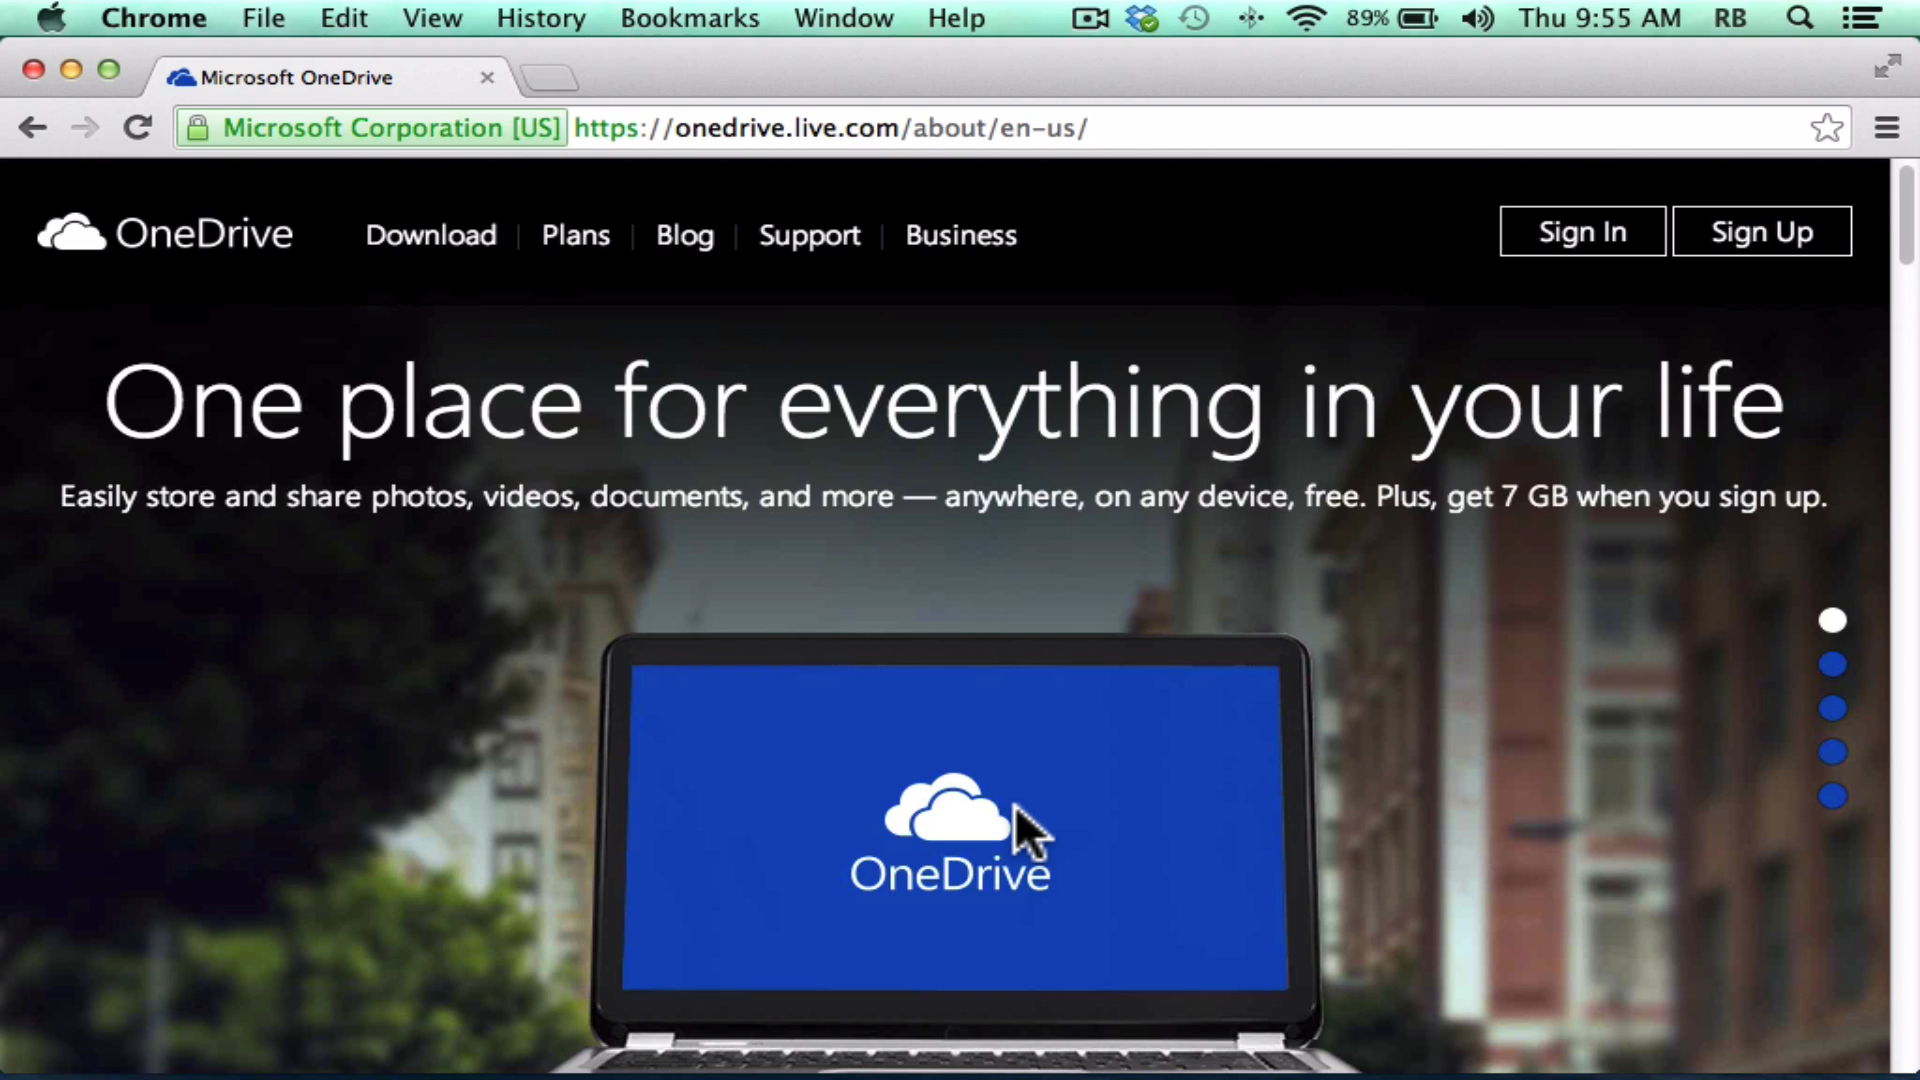 Chrome File Edit View History Bookmarks Window Help 89% Thu 9:55 AM RB
Microsoft OneDrive
Microsoft Corporation [US] https://onedrive.live.com/about/en-us/
OneDrive Download Plans Blog Support Business Sign In Sign Up
One place for everything in your life
Easily store and share photos, videos, documents, and more — anywhere, on any device, free. Plus, get 7 GB when you sign up.
OneDrive